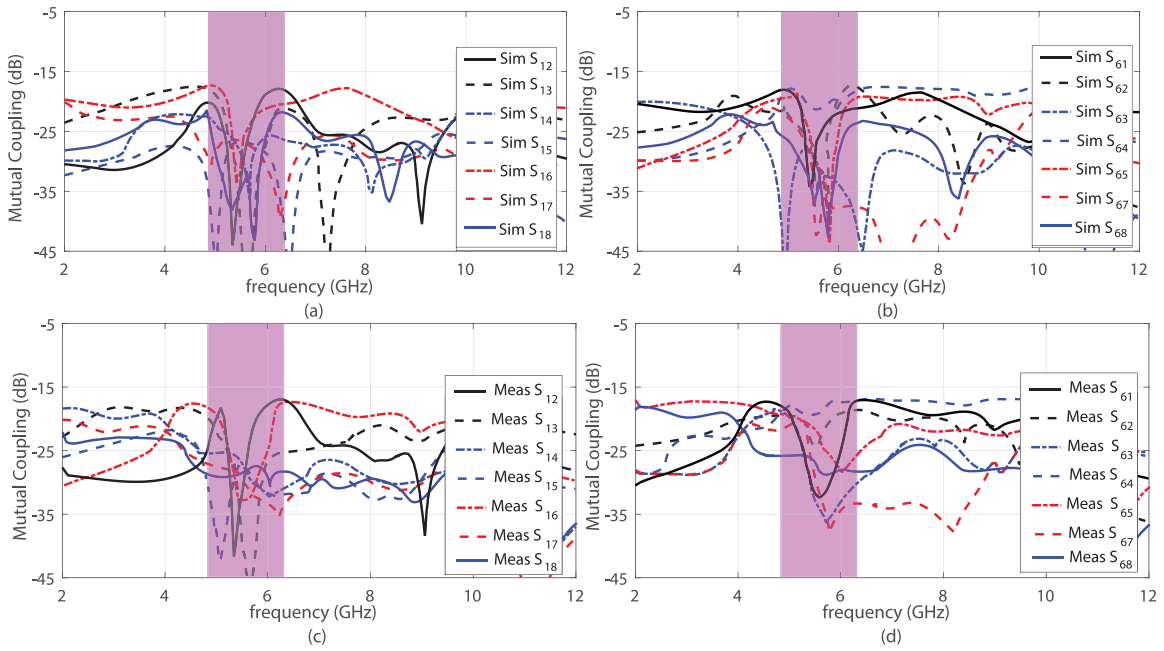 Mutual Coupling (dB)
-5
-15
-25
-35
-45
2 4 6 8 10 12
frequency (GHz)
(a)
Sim S12
Sim S13
Sim S14
Sim S15
Sim S16
Sim S17
Sim S18
Mutual Coupling (dB)
-5
-15
-25
-35
-45
2 4 6 8 10 12
frequency (GHz)
(b)
Sim S61
Sim S62
Sim S63
Sim S64
Sim S65
Sim S67
Sim S68
Mutual Coupling (dB)
-5
-15
-25
-35
-45
2 4 6 8 10 12
frequency (GHz)
(c)
Meas S12
Meas S13
Meas S14
Meas S15
Meas S16
Meas S17
Meas S18
Mutual Coupling (dB)
-5
-15
-25
-35
-45
2 4 6 8 10 12
frequency (GHz)
(d)
Meas S61
Meas S62
Meas S63
Meas S64
Meas S65
Meas S67
Meas S68